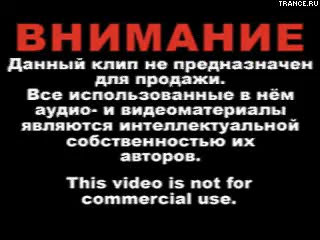 TRANCE.RU
ВНИМАНИЕ
Данный клип не предназначен
для продажи.
Все использованные в нём
аудио- и видеоматериалы
являются интеллектуальной
собственностью их
авторов.
This video is not for
commercial use.